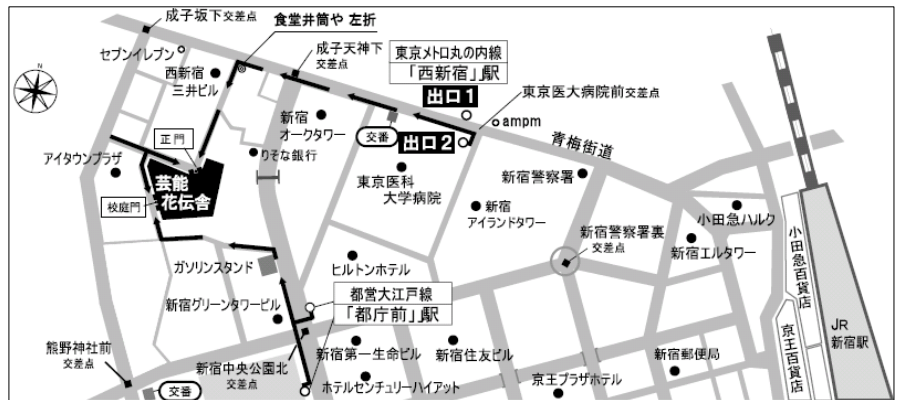 成子坂下交差点
食堂井筒や 左折
セブンイレブン
成子天神下
交差点
東京メトロ丸の内線
「西新宿」駅
N
西新宿
三井ビル
出口1
東京医大病院前交差点
新宿
オークタワー
交番
出口2
ampm
青梅街道
正門
アイタウンプラザ
りそな銀行
芸能
花伝舎
校庭門
東京医科
大学病院
新宿警察署
新宿
アイランドタワー
小田急ハルク
新宿警察署裏
交差点
新宿エルタワー
小田急百貨店
ガソリンスタンド
ヒルトンホテル
都営大江戸線
「都庁前」駅
新宿グリーンタワービル
京王百貨店
JR
新宿駅
熊野神社前
交差点
新宿中央公園北
交差点
新宿第一生命ビル
新宿住友ビル
新宿郵便局
交番
ホテルセンチュリーハイアット
京王プラザホテル